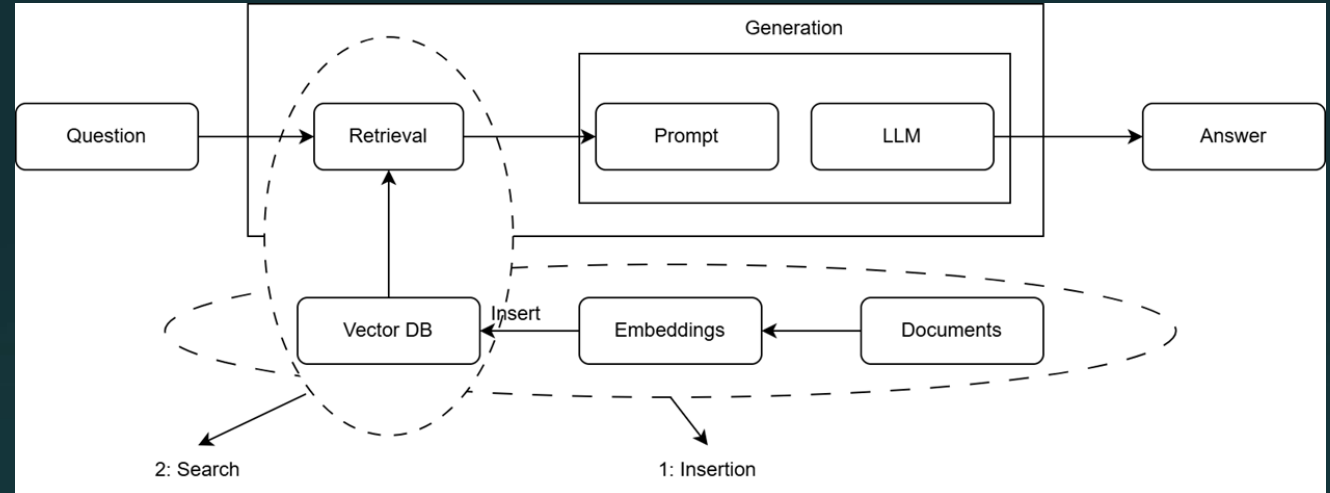 Generation
Question
Retrieval
Prompt
LLM
Answer
Insert
Vector DB
Embeddings
Documents
2: Search
1: Insertion